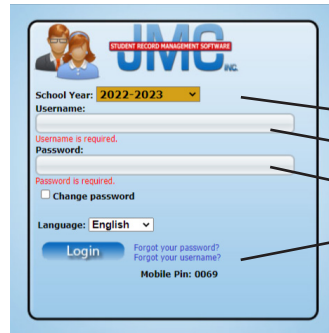 STUDENT RECORD MANAGEMENT SOFTWARE
JMC
INC.
School Year: 2022-2023
Username:
Username is required.
Password:
Password is required.
Change password
Language: English
Login
Forgot your password?
Forgot your username?
Mobile Pin: 0069